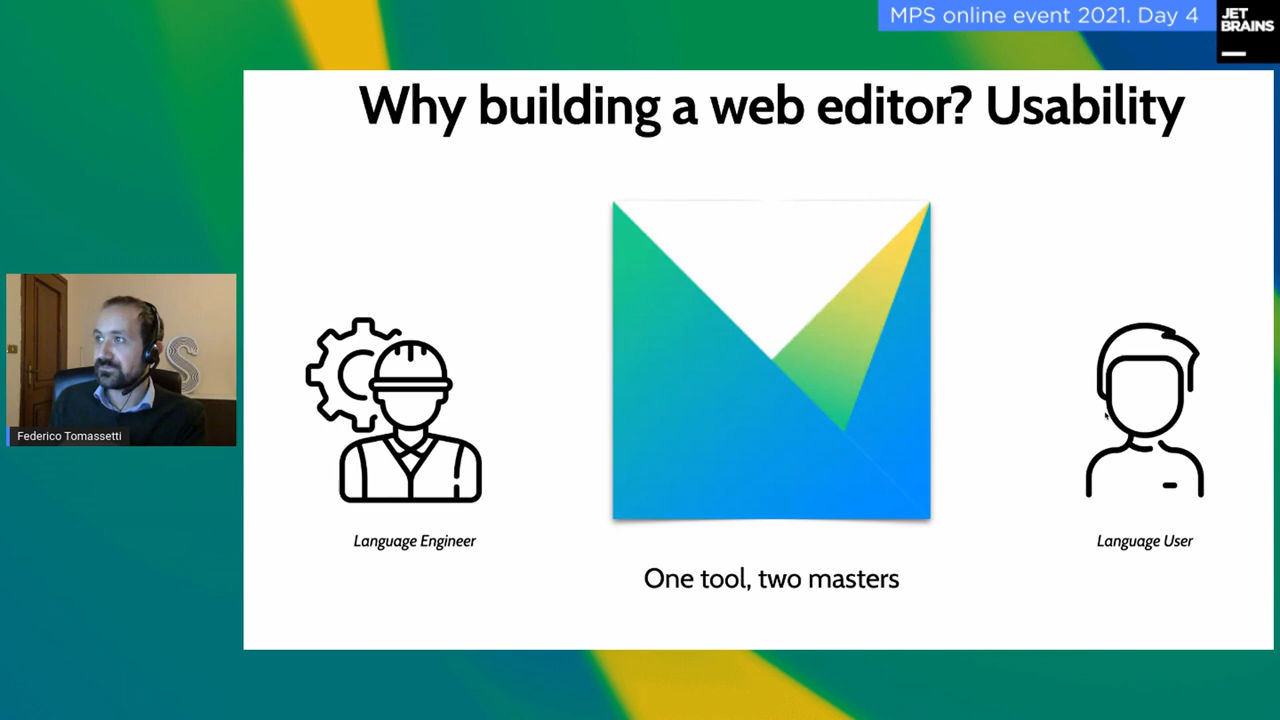 MPS online event 2021. Day 4
JET
BRAINS
Why building a web editor? Usability
S
Federico Tomassetti
Language Engineer
Language User
One tool, two masters